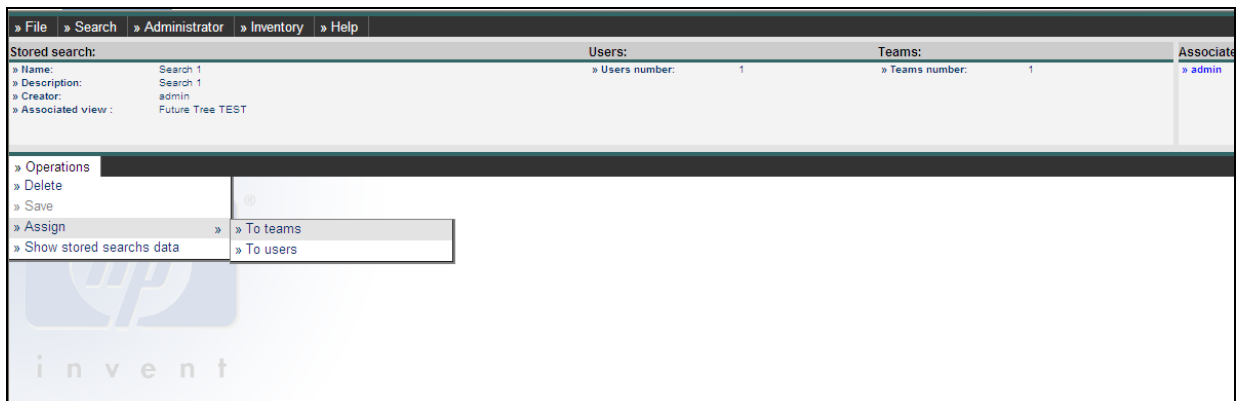 » File » Search » Administrator » Inventory » Help
Stored search: Users: Teams: Associate
» Name: Search 1 » Users number: 1 » Teams number: 1 » admin
» Description: Search 1
» Creator: admin
» Associated view : Future Tree TEST
» Operations
» Delete
» Save ®
» Assign » » To teams
» Show stored searchs data » To users
hp
invent